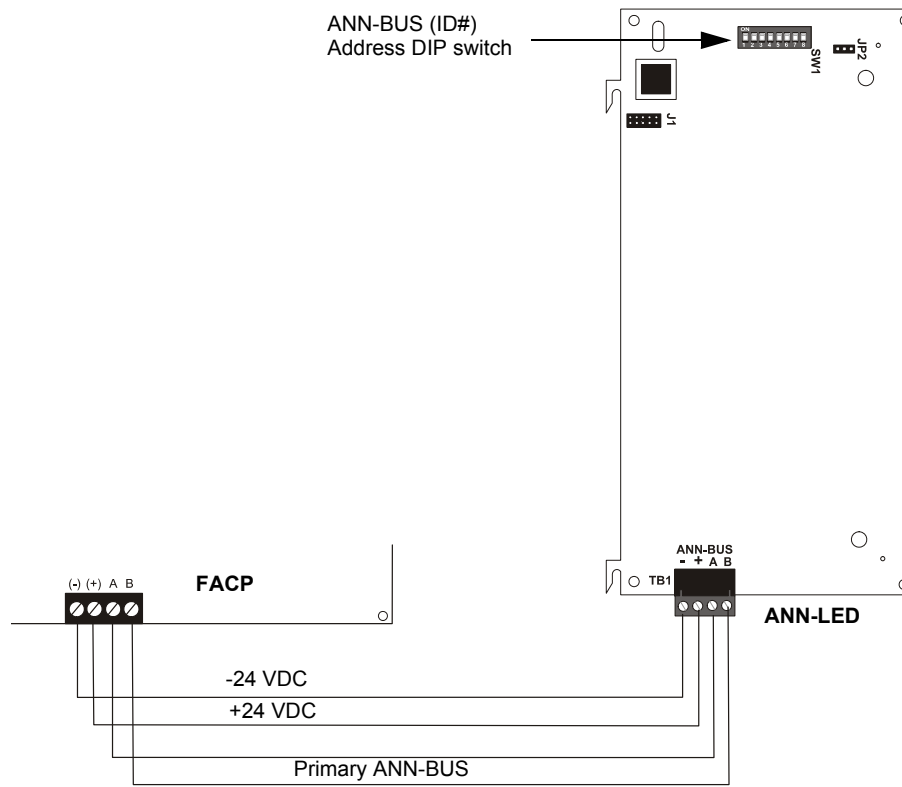 ANN-BUS (ID#)
Address DIP switch
ON
1 2 3 4 5 6 7 8
SW1
JP2
J1
ANN-BUS
- + A B
TB1
ANN-LED
(-) (+) A B
FACP
-24 VDC
+24 VDC
Primary ANN-BUS